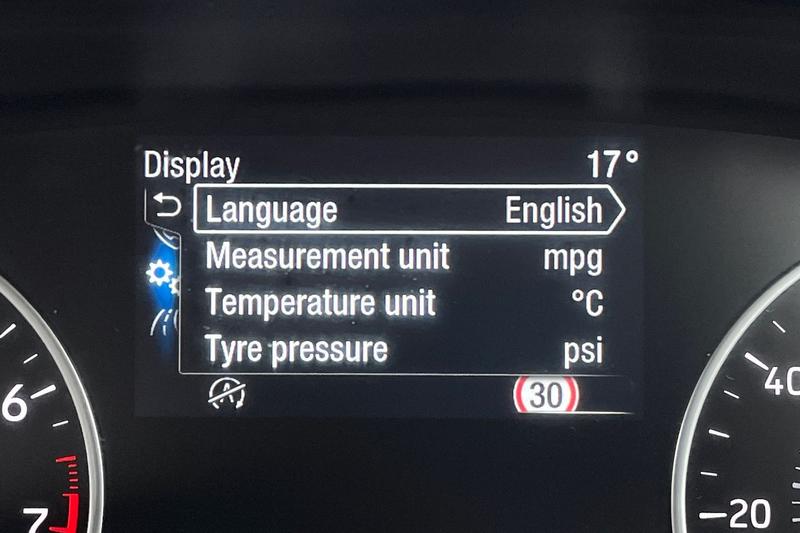 Display 17°
Language English
Measurement unit mpg
Temperature unit °C
Tyre pressure psi
A 30
6
7
40
20